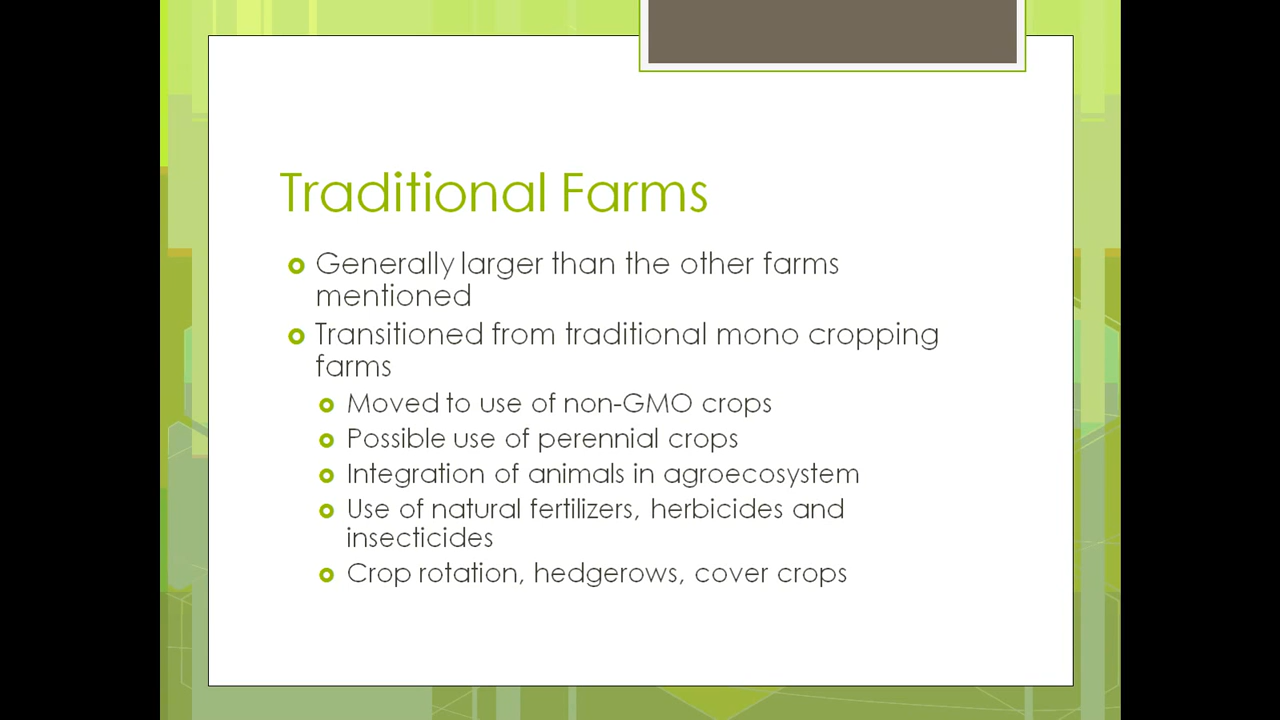 Traditional Farms
Generally larger than the other farms
mentioned
Transitioned from traditional mono cropping
farms
Moved to use of non-GMO crops
Possible use of perennial crops
Integration of animals in agroecosystem
Use of natural fertilizers, herbicides and
insecticides
Crop rotation, hedgerows, cover crops